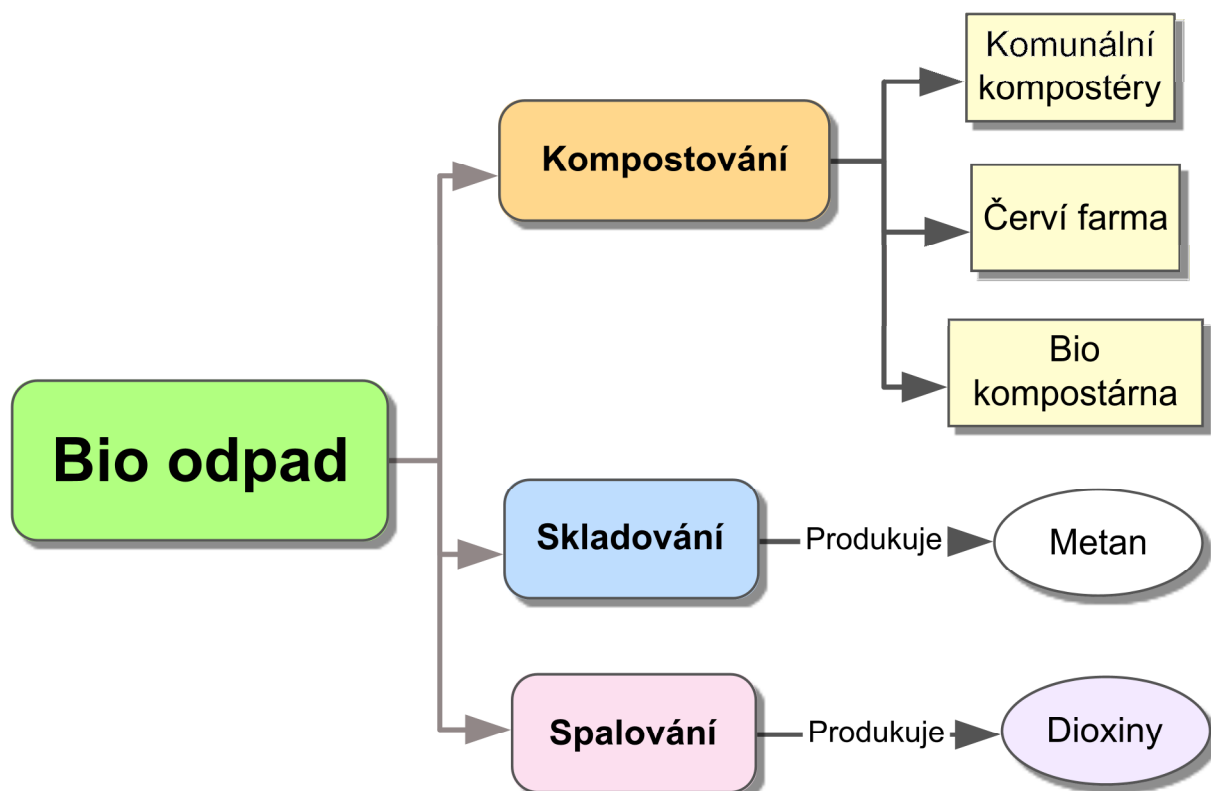 Komunální
kompostéry
Kompostování
Červí farma
Bio
kompostárna
Bio odpad
Skladování
Produkuje
Metan
Spalování
Produkuje
Dioxiny